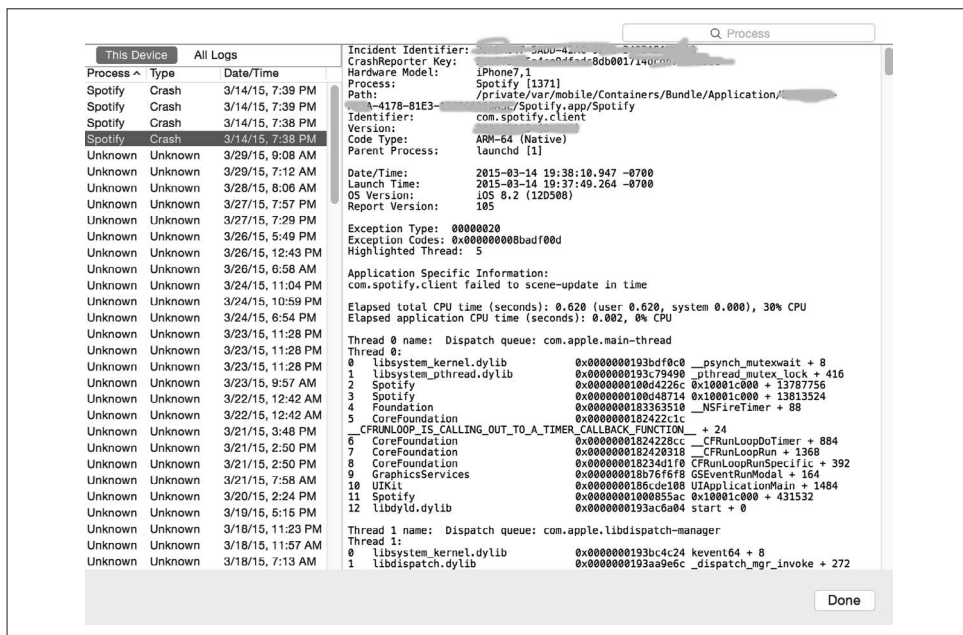 Process
This Device All Logs
Process Type Date/Time
Spotify Crash 3/14/15, 7:39 PM
Spotify Crash 3/14/15, 7:39 PM
Spotify Crash 3/14/15, 7:38 PM
Spotify Crash 3/14/15, 7:38 PM
Unknown Unknown 3/29/15, 9:08 AM
Unknown Unknown 3/29/15, 7:12 AM
Unknown Unknown 3/28/15, 8:06 AM
Unknown Unknown 3/27/15, 7:57 PM
Unknown Unknown 3/27/15, 7:29 PM
Unknown Unknown 3/26/15, 5:49 PM
Unknown Unknown 3/26/15, 12:43 PM
Unknown Unknown 3/26/15, 6:58 AM
Unknown Unknown 3/24/15, 11:04 PM
Unknown Unknown 3/24/15, 10:59 PM
Unknown Unknown 3/24/15, 6:54 PM
Unknown Unknown 3/23/15, 11:28 PM
Unknown Unknown 3/23/15, 11:28 PM
Unknown Unknown 3/23/15, 11:28 PM
Unknown Unknown 3/23/15, 9:57 AM
Unknown Unknown 3/22/15, 12:42 AM
Unknown Unknown 3/22/15, 12:42 AM
Unknown Unknown 3/21/15, 3:48 PM
Unknown Unknown 3/21/15, 2:50 PM
Unknown Unknown 3/21/15, 2:50 PM
Unknown Unknown 3/21/15, 7:58 AM
Unknown Unknown 3/20/15, 2:24 PM
Unknown Unknown 3/19/15, 5:15 PM
Unknown Unknown 3/18/15, 11:23 PM
Unknown Unknown 3/18/15, 11:57 AM
Unknown Unknown 3/18/15, 7:13 AM
Incident Identifier:
CrashReporter Key:
Hardware Model: iPhone7,1
Process: Spotify [1371]
Path: /private/var/mobile/Containers/Bundle/Application/
/Spotify.app/Spotify
Identifier: com.spotify.client
Version:
Code Type: ARM-64 (Native)
Parent Process: launchd [1]
Date/Time: 2015-03-14 19:38:10.947 -0700
Launch Time: 2015-03-14 19:37:49.264 -0700
OS Version: iOS 8.2 (12D508)
Report Version: 105
Exception Type: 00000020
Exception Codes: 0x000000008badf00d
Highlighted Thread: 5
Application Specific Information:
com.spotify.client failed to scene-update in time
Elapsed total CPU time (seconds): 0.620 (user 0.620, system 0.000), 30% CPU
Elapsed application CPU time (seconds): 0.002, 0% CPU
Thread 0 name: Dispatch queue: com.apple.main-thread
Thread 0:
0 libsystem_kernel.dylib 0x0000000193bdf0c0 __psynch_mutexwait + 8
1 libsystem_pthread.dylib 0x0000000193c79490 _pthread_mutex_lock + 416
2 Spotify 0x0000000100d4226c 0x10001c000 + 13787756
3 Spotify 0x0000000100d48714 0x10001c000 + 13813524
4 Foundation 0x0000000183363510 __NSFireTimer + 88
5 CoreFoundation 0x0000000182422c1c
__CFRUNLOOP_IS_CALLING_OUT_TO_A_TIMER_CALLBACK_FUNCTION__ + 24
6 CoreFoundation 0x00000001824228cc __CFRunLoopDoTimer + 884
7 CoreFoundation 0x0000000182420318 __CFRunLoopRun + 1368
8 CoreFoundation 0x000000018234d1f0 CFRunLoopRunSpecific + 392
9 GraphicsServices 0x000000018b76f6f8 GSEventRunModal + 164
10 UIKit 0x0000000186cde108 UIApplicationMain + 1484
11 Spotify 0x00000001000855ac 0x10001c000 + 431532
12 libdyld.dylib 0x0000000193ac6a04 start + 0
Thread 1 name: Dispatch queue: com.apple.libdispatch-manager
Thread 1:
0 libsystem_kernel.dylib 0x0000000193bc4c24 kevent64 + 8
1 libdispatch.dylib 0x0000000193aa9e6c _dispatch_mgr_invoke + 272
Done